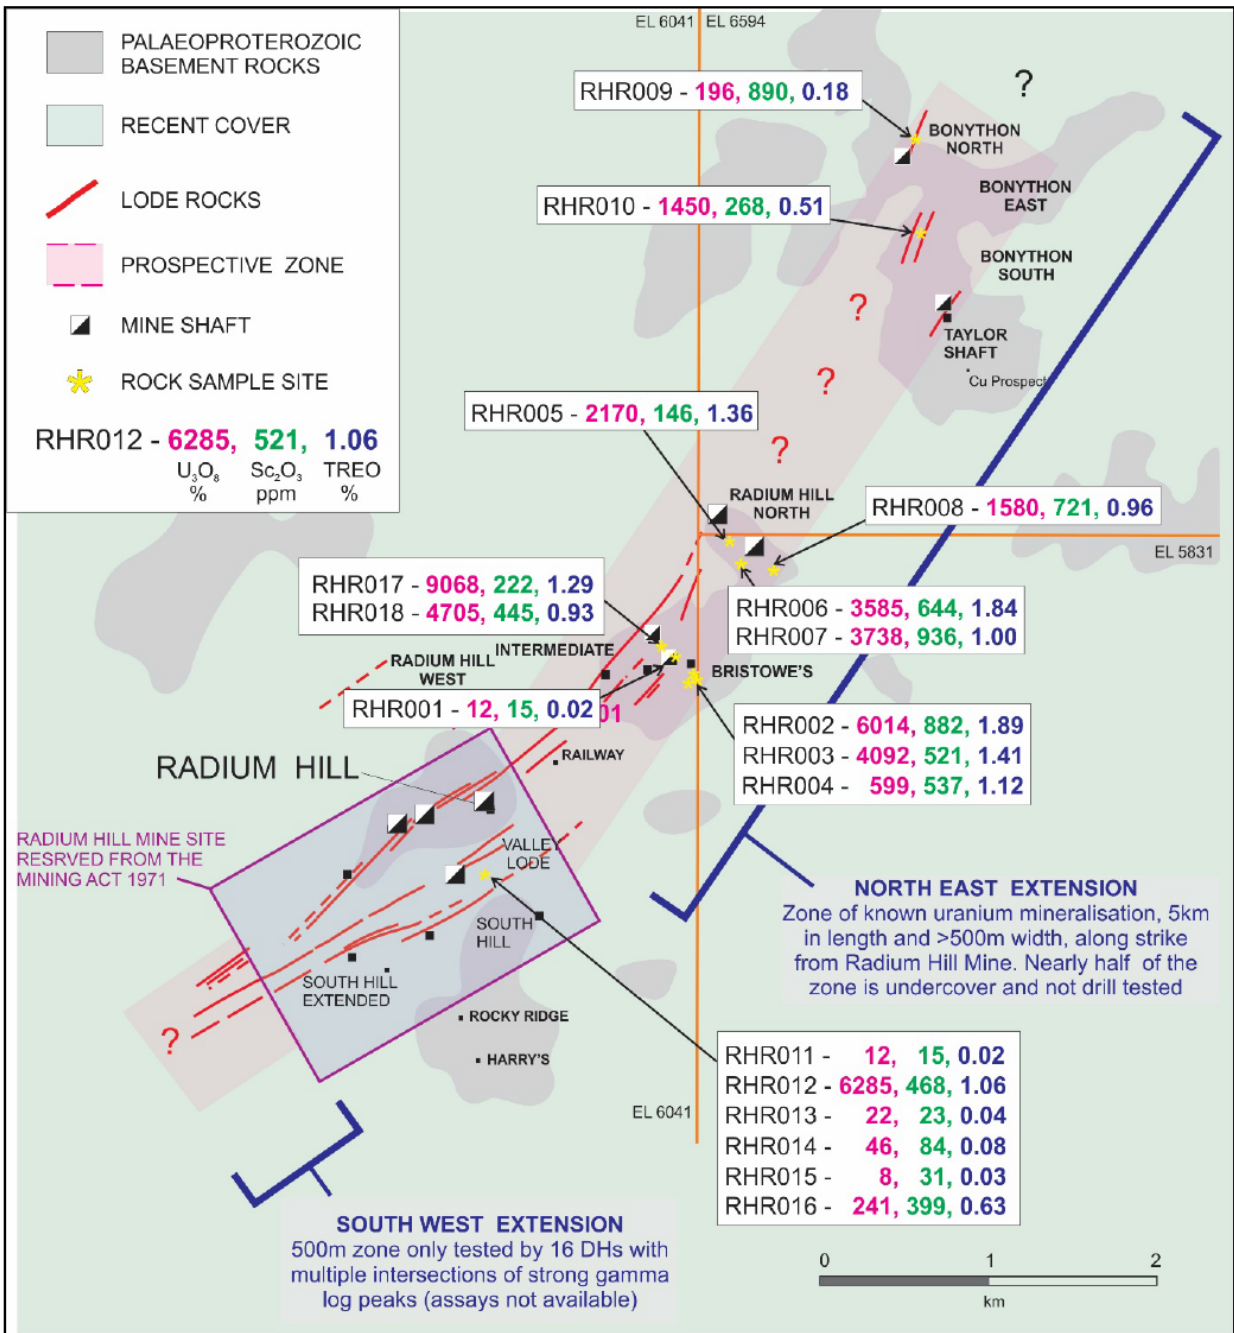 PALAEOPROTEROZOIC
BASEMENT ROCKS
RECENT COVER
LODE ROCKS
PROSPECTIVE ZONE
MINE SHAFT
ROCK SAMPLE SITE
RHR012 - 6285, 521, 1.06
U₃O₈ Sc₂O₃ TREO
% ppm %
EL 6041 EL 6594
?
RHR009 - 196, 890, 0.18
BONYTHON
NORTH
BONYTHON
EAST
RHR010 - 1450, 268, 0.51
BONYTHON
SOUTH
?
TAYLOR
SHAFT
Cu Prospect
?
RHR005 - 2170, 146, 1.36
?
RADIUM HILL
NORTH
RHR008 - 1580, 721, 0.96
EL 5831
RHR017 - 9068, 222, 1.29
RHR018 - 4705, 445, 0.93
RHR006 - 3585, 644, 1.84
RHR007 - 3738, 936, 1.00
INTERMEDIATE
RADIUM HILL
WEST
BRISTOWE'S
RHR001 - 12, 15, 0.02
01
RHR002 - 6014, 882, 1.89
RHR003 - 4092, 521, 1.41
RHR004 - 599, 537, 1.12
RAILWAY
RADIUM HILL
RADIUM HILL MINE SITE
RESRVED FROM THE
MINING ACT 1971
VALLEY
LODE
SOUTH
HILL
SOUTH HILL
EXTENDED
NORTH EAST EXTENSION
Zone of known uranium mineralisation, 5km
in length and >500m width, along strike
from Radium Hill Mine. Nearly half of the
zone is undercover and not drill tested
?
ROCKY RIDGE
HARRY'S
EL 6041
RHR011 - 12, 15, 0.02
RHR012 - 6285, 468, 1.06
RHR013 - 22, 23, 0.04
RHR014 - 46, 84, 0.08
RHR015 - 8, 31, 0.03
RHR016 - 241, 399, 0.63
SOUTH WEST EXTENSION
500m zone only tested by 16 DHs with
multiple intersections of strong gamma
log peaks (assays not available)
0 1 2
km